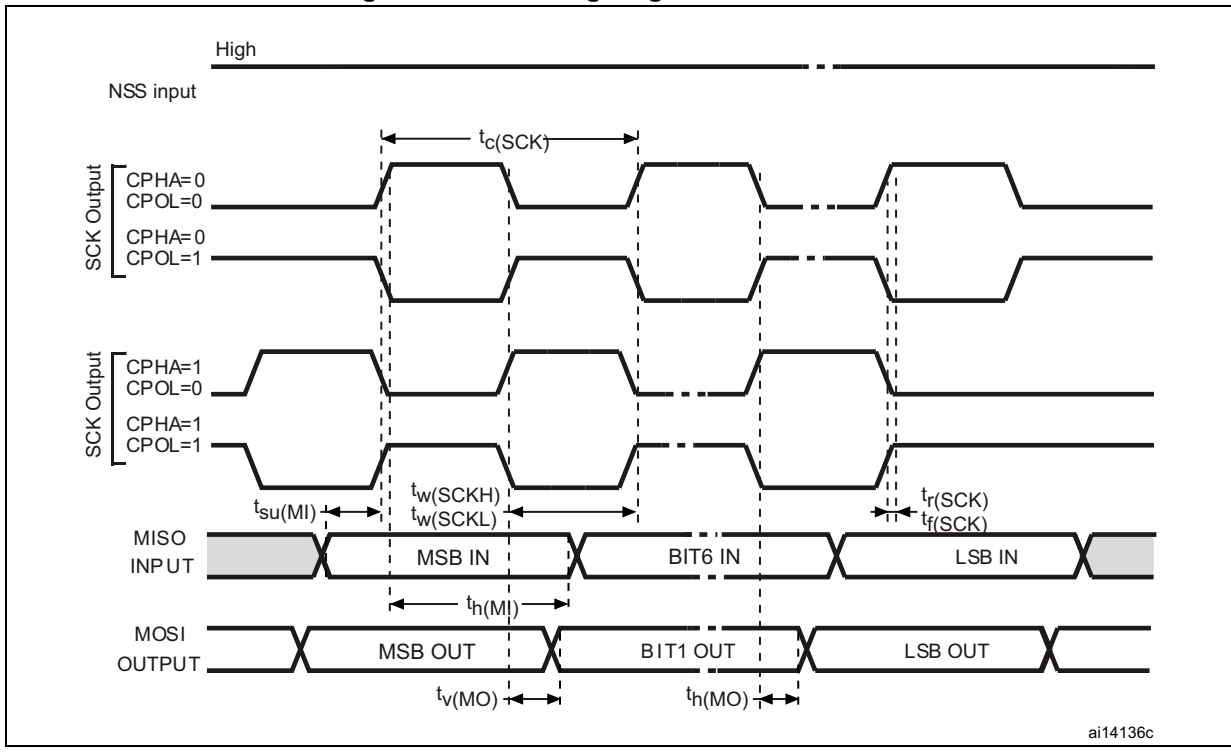 High
NSS input
tc(SCK)
SCK Output
CPHA=0
CPOL=0
CPHA=0
CPOL=1
SCK Output
CPHA=1
CPOL=0
CPHA=1
CPOL=1
tsu(MI)
tw(SCKH)
tw(SCKL)
tr(SCK)
tf(SCK)
MISO
INPUT
MSB IN
BIT6 IN
LSB IN
th(MI)
MOSI
OUTPUT
MSB OUT
BIT1 OUT
LSB OUT
tv(MO)
th(MO)
ai14136c